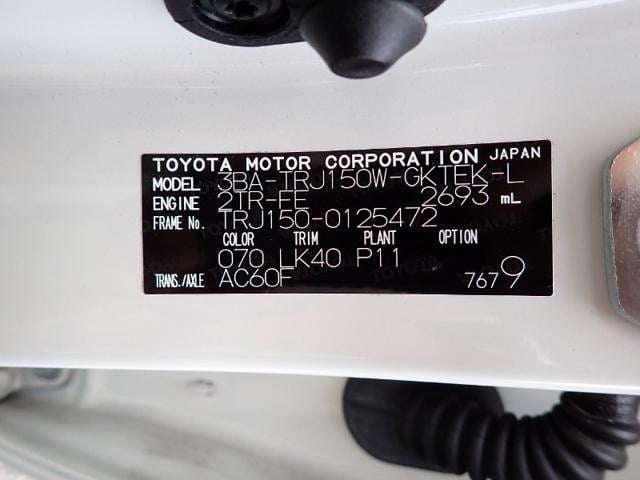 TOYOTA MOTOR CORPORATION JAPAN
MODEL 3BA-TRJ150W-GKTEK-L
ENGINE 2TR-FE 2693 mL
FRAME No. TRJ150-0125472
COLOR TRIM PLANT OPTION
070 LK40 P11
TRANS./AXLE AC60F 7679